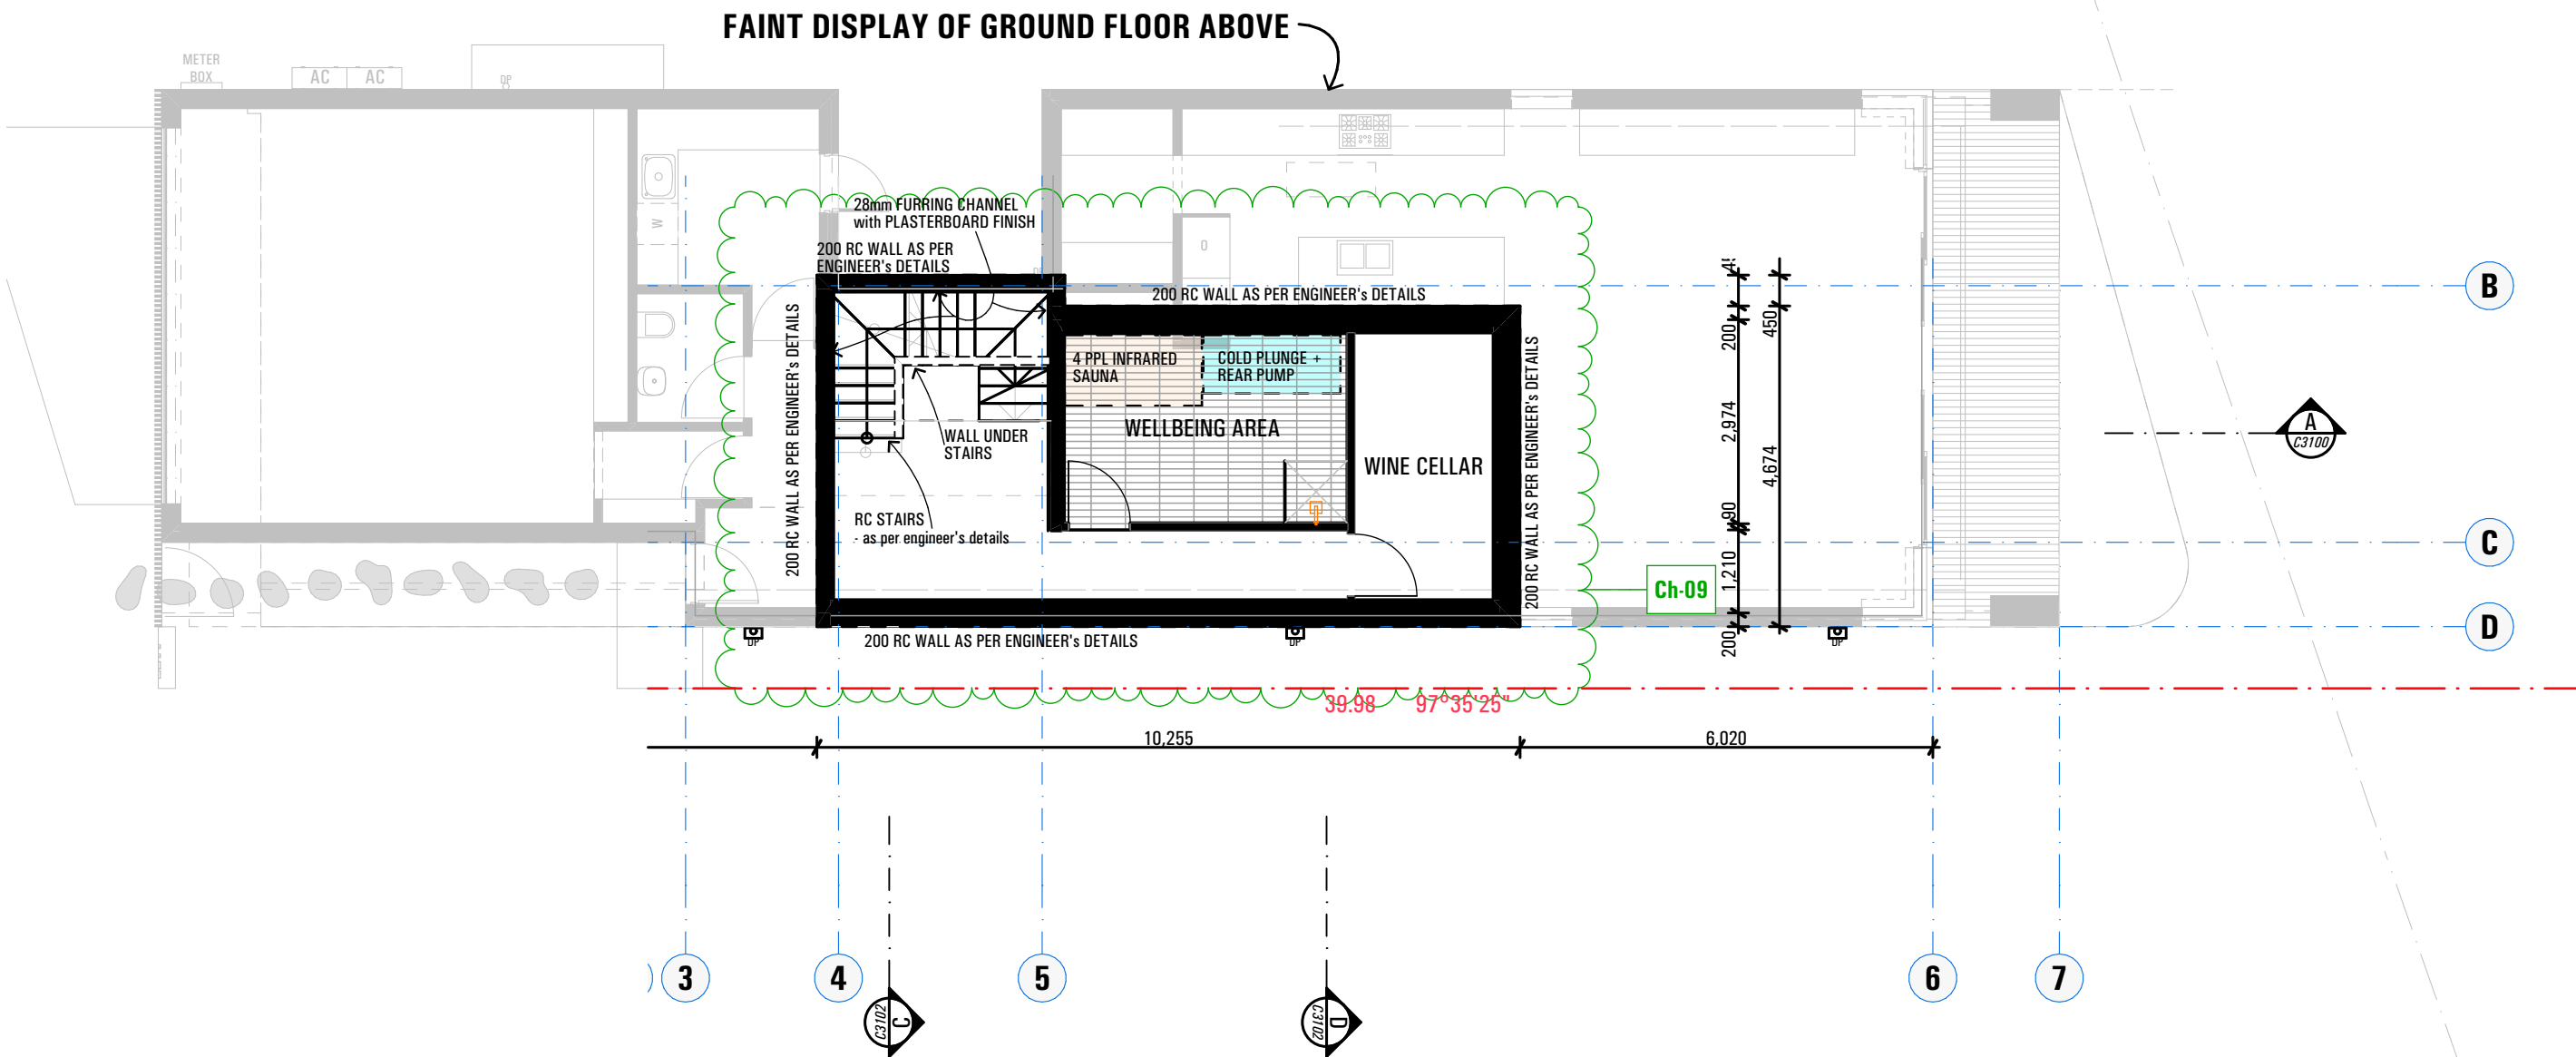 FAINT DISPLAY OF GROUND FLOOR ABOVE
METER
BOX
AC
AC
DP
28mm FURRING CHANNEL
with PLASTERBOARD FINISH
W
200 RC WALL AS PER
ENGINEER's DETAILS
O
200 RC WALL AS PER ENGINEER's DETAILS
B
200 RC WALL AS PER ENGINEER's DETAILS
4 PPL INFRARED
SAUNA
COLD PLUNGE +
REAR PUMP
200 RC WALL AS PER ENGINEER's DETAILS
200
450
WALL UNDER
STAIRS
WELLBEING AREA
WINE CELLAR
2,974
4,674
A
C3100
RC STAIRS
- as per engineer's details
90
C
1,210
Ch-09
200
D
DP
200 RC WALL AS PER ENGINEER's DETAILS
DP
DP
39.98
97°35'25"
10,255
6,020
3
4
5
6
7
C
C3102
D
C3102